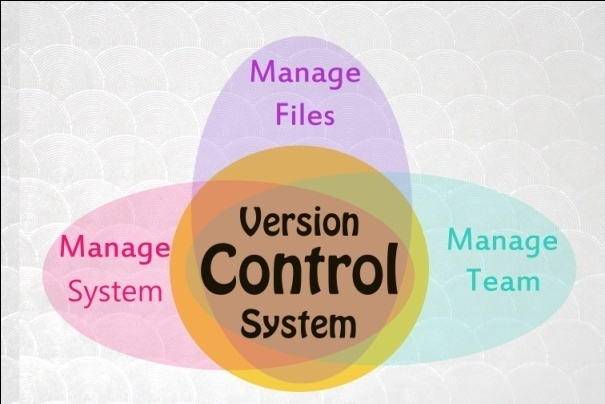 Manage
Files
Manage
System
Version
Control
System
Manage
Team